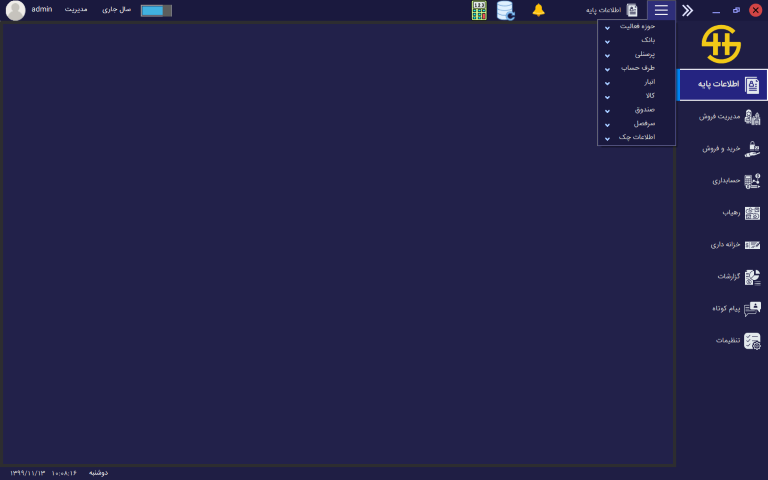 اطلاعات پایه
سال جاری
مدیریت
admin
حوزه فعالیت
بانک
پرسنلی
طرف حساب
انبار
کالا
صندوق
سرفصل
اطلاعات چک
اطلاعات پایه
مدیریت فروش
خرید و فروش
حسابداری
رهیاب
خزانه داری
گزارشات
پیام کوتاه
تنظیمات
دوشنبه ۱۰:۰۸:۱۶ ۱۳۹۹/۱۱/۱۳